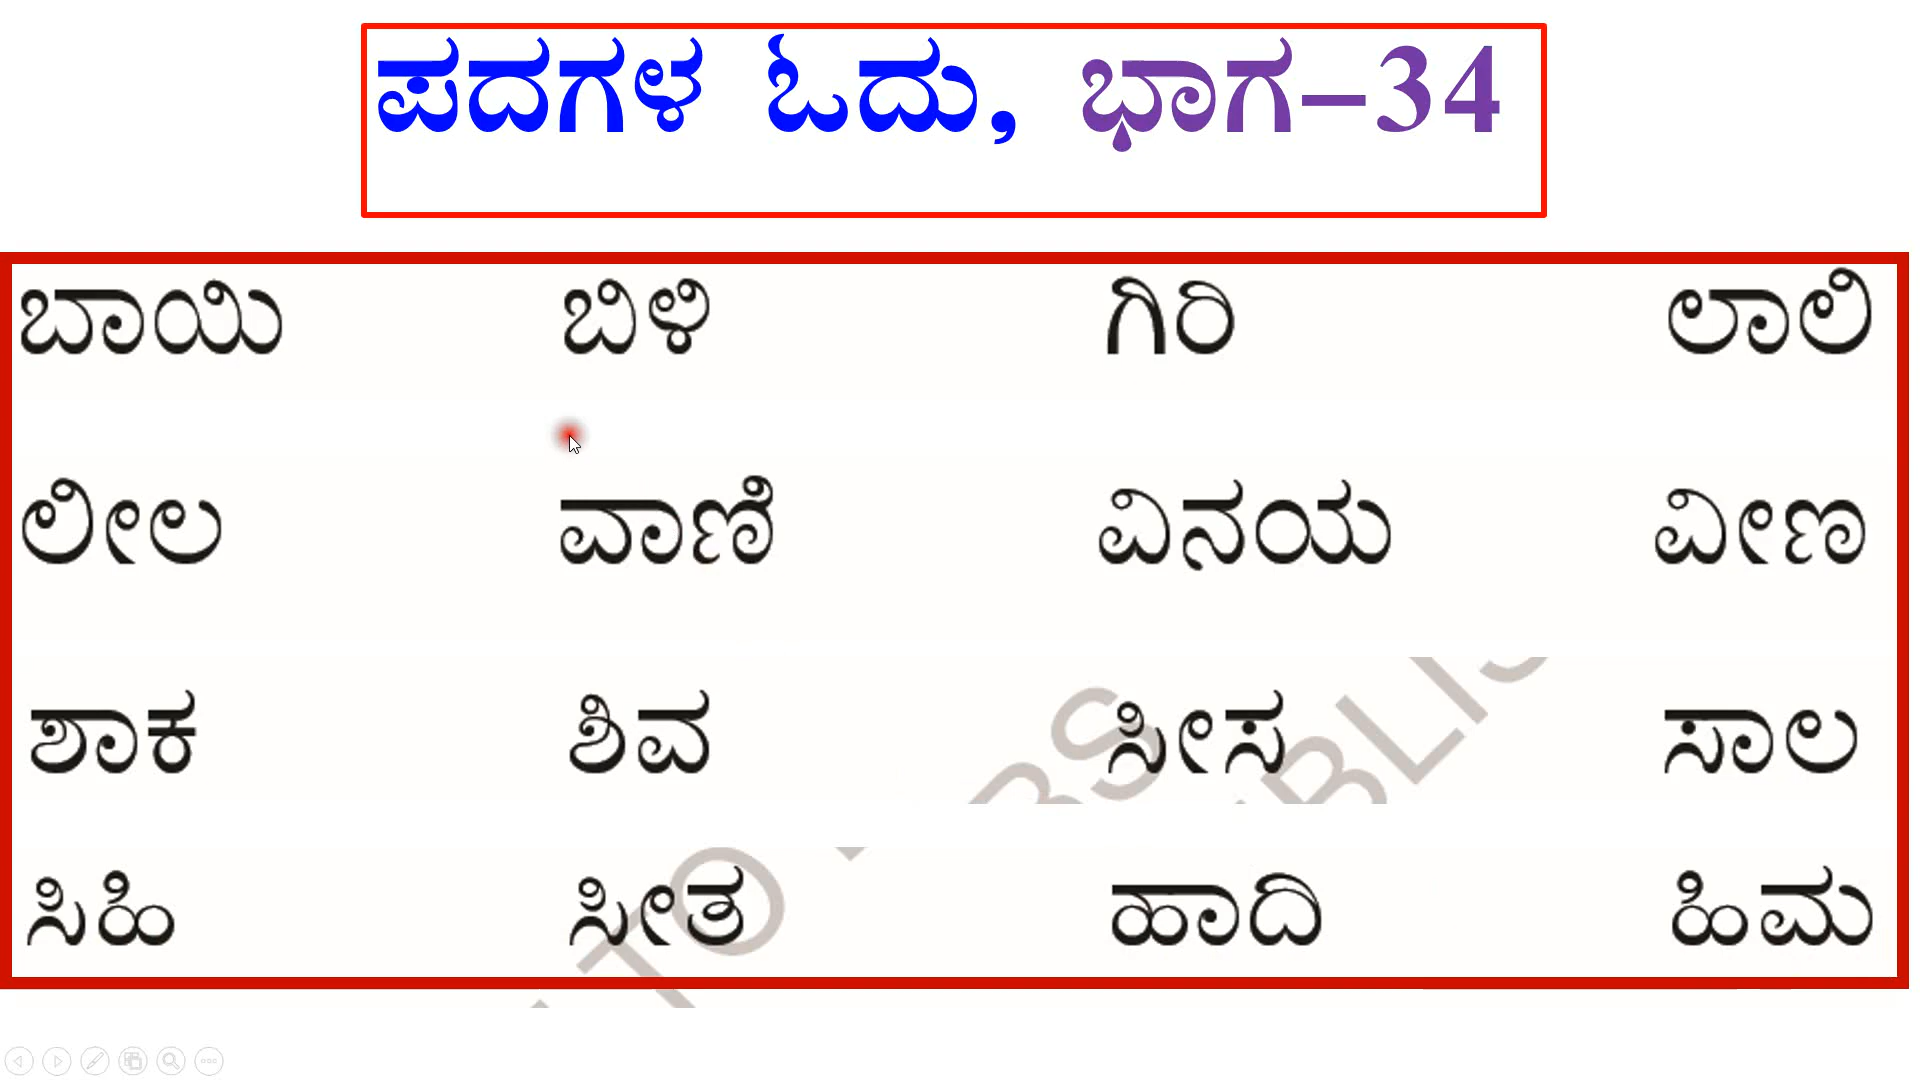 ಪದಗಳ ಓದು, ಭಾಗ-34
ಬಾಯಿ ಬಿಳಿ ಗಿರಿ ಲಾಲಿ
ಲೀಲ ವಾಣಿ ವಿನಯ ವೀಣ
ಶಾಕ ಶಿವ ಸೀಸ ಸಾಲ
ಸಿಹಿ ಸೀತ ಹಾದಿ ಹಿಮ